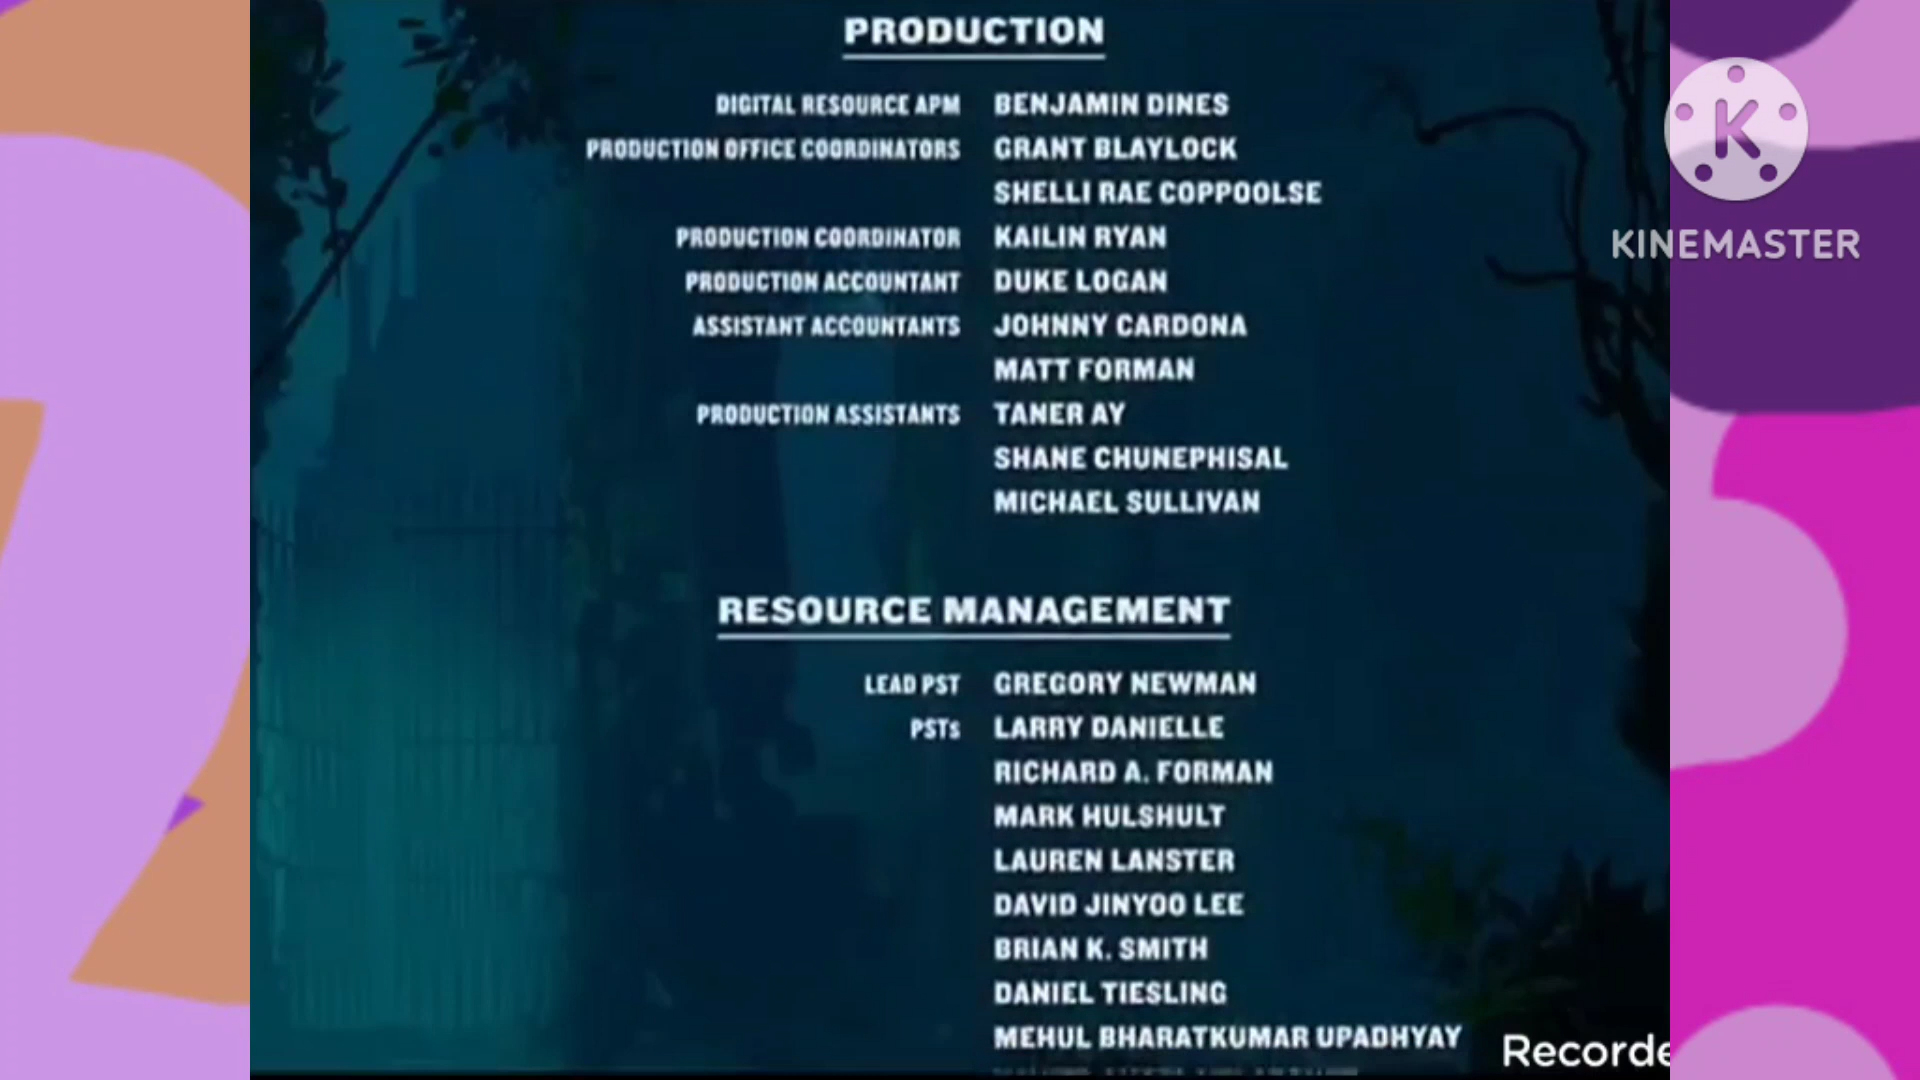 PRODUCTION
DIGITAL RESOURCE APM BENJAMIN DINES
PRODUCTION OFFICE COORDINATORS GRANT BLAYLOCK
SHELLI RAE COPPOOLSE
PRODUCTION COORDINATOR KAILIN RYAN
PRODUCTION ACCOUNTANT DUKE LOGAN
ASSISTANT ACCOUNTANTS JOHNNY CARDONA
MATT FORMAN
PRODUCTION ASSISTANTS TANER AY
SHANE CHUNEPHISAL
MICHAEL SULLIVAN
RESOURCE MANAGEMENT
LEAD PST GREGORY NEWMAN
PSTs LARRY DANIELLE
RICHARD A. FORMAN
MARK HULSHULT
LAUREN LANSTER
DAVID JINYOO LEE
BRIAN K. SMITH
DANIEL TIESLING
MEHUL BHARATKUMAR UPADHYAY
K
KINEMASTER
Recorde